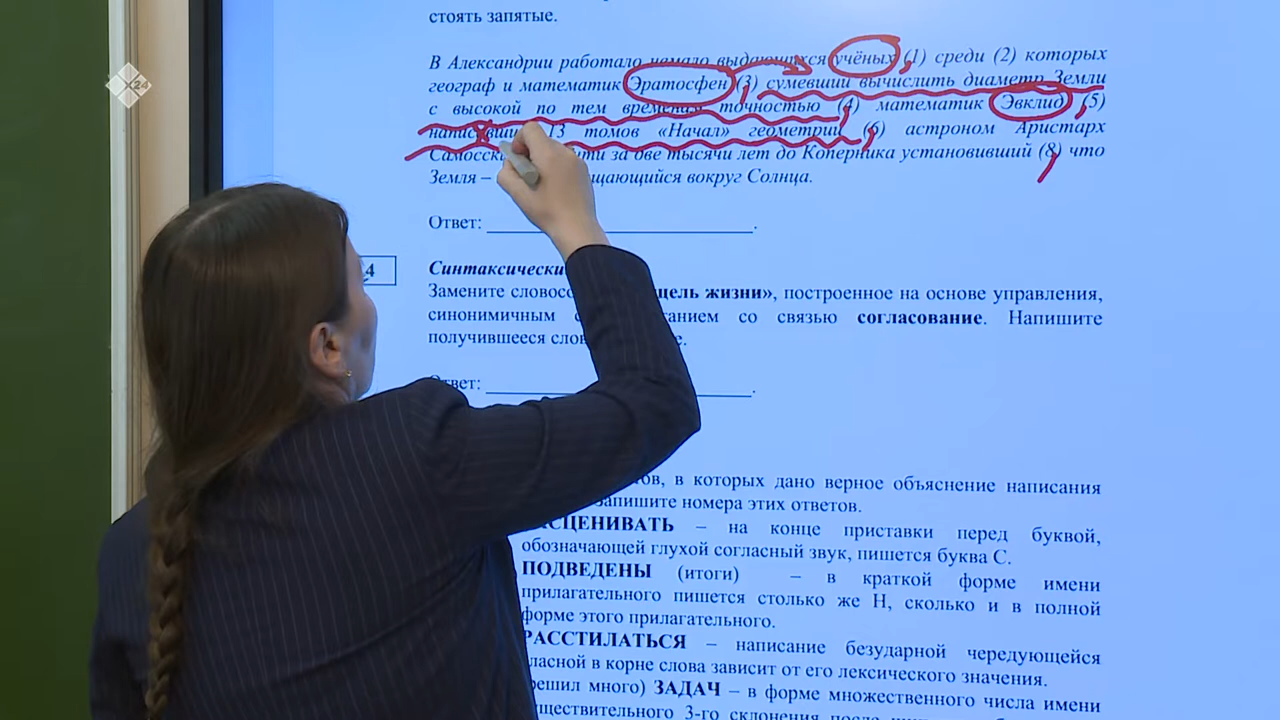 стоять запятые.
В Александрии работало немало выдающихся учёных (1) среди (2) которых
географ и математик Эратосфен (3) сумевший вычислить диаметр Земли
с высокой по тем временам точностью (4) математик Эвклид (5)
13 томов «Начал» геометрии (6) астроном Аристарх
за две тысячи лет до Коперника установивший (8) что
Земля – вокруг Солнца.
Ответ: .
4
Замените «цель жизни», построенное на основе управления,
синонимичным со связью согласование. Напишите
получившееся
Ответ: .
в которых дано верное объяснение написания
запишите номера этих ответов.
– на конце приставки перед буквой,
обозначающей глухой согласный звук, пишется буква С.
ПОДВЕДЕНЫ (итоги) – в краткой форме имени
прилагательного пишется столько же Н, сколько и в полной
форме этого прилагательного.
РАССТИЛАТЬСЯ – написание безударной чередующейся
гласной в корне слова зависит от его лексического значения.
много) ЗАДАЧ – в форме множественного числа имени
3-го склонения после
X24